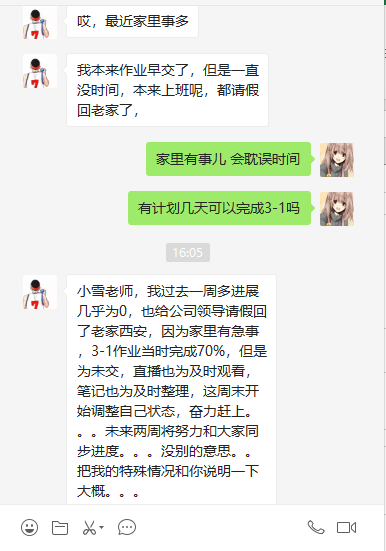 哎，最近家里事多
我本来作业早交了，但是一直
没时间，本来上班呢，都请假
回老家了，
家里有事儿 会耽误时间
有计划几天可以完成3-1吗
16:05
小雪老师，我过去一周多进展
几乎为0，也给公司领导请假回
了老家西安，因为家里有急事
，3-1作业当时完成70%，但是
为未交，直播也为及时观看，
笔记也为及时整理，这周末开
始调整自己状态，奋力赶上。
。。未来两周将努力和大家同
步进度。。。没别的意思。。
把我的特殊情况和你说明一下
大概。。。